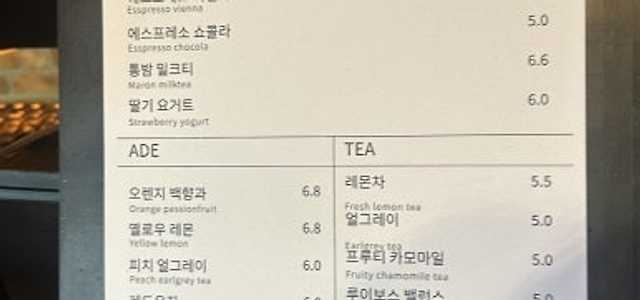 Esspresso vienna
에스프레소 쇼콜라 5.0
Esspresso chocola
통밤 밀크티 6.6
Maron milktea
딸기 요거트 6.0
Strawberry yogurt
ADE
오렌지 백향과 6.8
Orange passionfruit
옐로우 레몬 6.8
Yellow lemon
피치 얼그레이 6.0
Peach earlgrey tea
TEA
레몬차 5.5
Fresh lemon tea
얼그레이 5.0
Earlgrey tea
프루티 카모마일 5.0
Fruity chamomile tea
루이보스 밸런스 5.0